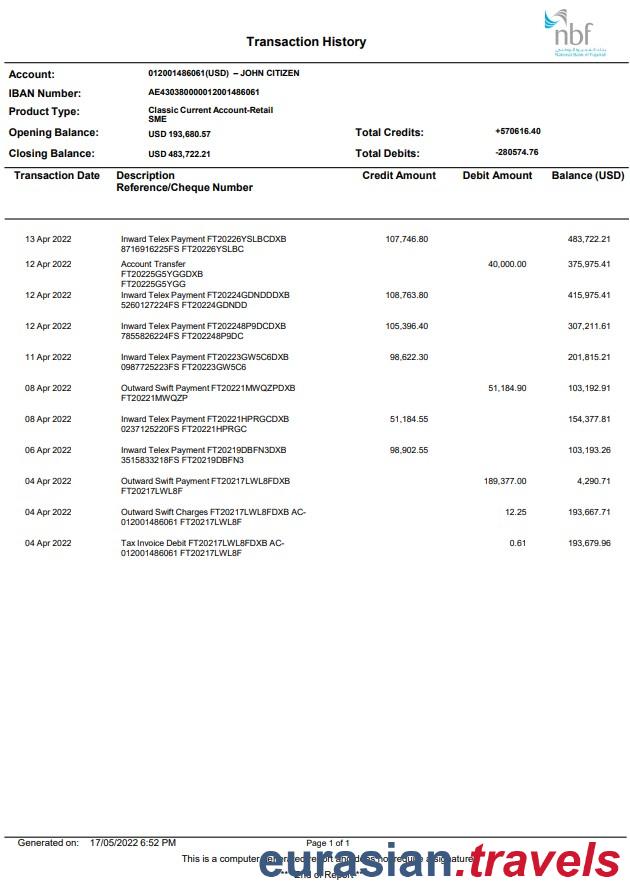 Transaction History
nbf
National Bank of Fujairah
Account: 012001486061(USD) – JOHN CITIZEN
IBAN Number: AE430380000012001486061
Product Type: Classic Current Account-Retail
SME
Opening Balance: USD 193,680.57 Total Credits: +570616.40
Closing Balance: USD 483,722.21 Total Debits: -280574.76
Transaction Date Description Credit Amount Debit Amount Balance (USD)
Reference/Cheque Number
13 Apr 2022 Inward Telex Payment FT20226YSLBCDXB 107,746.80 483,722.21
8716916225FS FT20226YSLBC
12 Apr 2022 Account Transfer 40,000.00 375,975.41
FT20225G5YGGDXB
FT20225G5YGG
12 Apr 2022 Inward Telex Payment FT20224GDNDDDXB 108,763.80 415,975.41
5260127224FS FT20224GDNDD
12 Apr 2022 Inward Telex Payment FT202248P9DCDXB 105,396.40 307,211.61
7855826224FS FT202248P9DC
11 Apr 2022 Inward Telex Payment FT20223GW5C6DXB 98,622.30 201,815.21
0987725223FS FT20223GW5C6
08 Apr 2022 Outward Swift Payment FT20221MWQZPDXB 51,184.90 103,192.91
FT20221MWQZP
08 Apr 2022 Inward Telex Payment FT20221HPRGCDXB 51,184.55 154,377.81
0237125220FS FT20221HPRGC
06 Apr 2022 Inward Telex Payment FT20219DBFN3DXB 98,902.55 103,193.26
3515833218FS FT20219DBFN3
04 Apr 2022 Outward Swift Payment FT20217LWL8FDXB 189,377.00 4,290.71
FT20217LWL8F
04 Apr 2022 Outward Swift Charges FT20217LWL8FDXB AC- 12.25 193,667.71
012001486061 FT20217LWL8F
04 Apr 2022 Tax Invoice Debit FT20217LWL8FDXB AC- 0.61 193,679.96
012001486061 FT20217LWL8F
Generated on: 17/05/2022 6:52 PM Page 1 of 1
This is a computer generated report and does not require a signature
eurasian.travels
End of Report